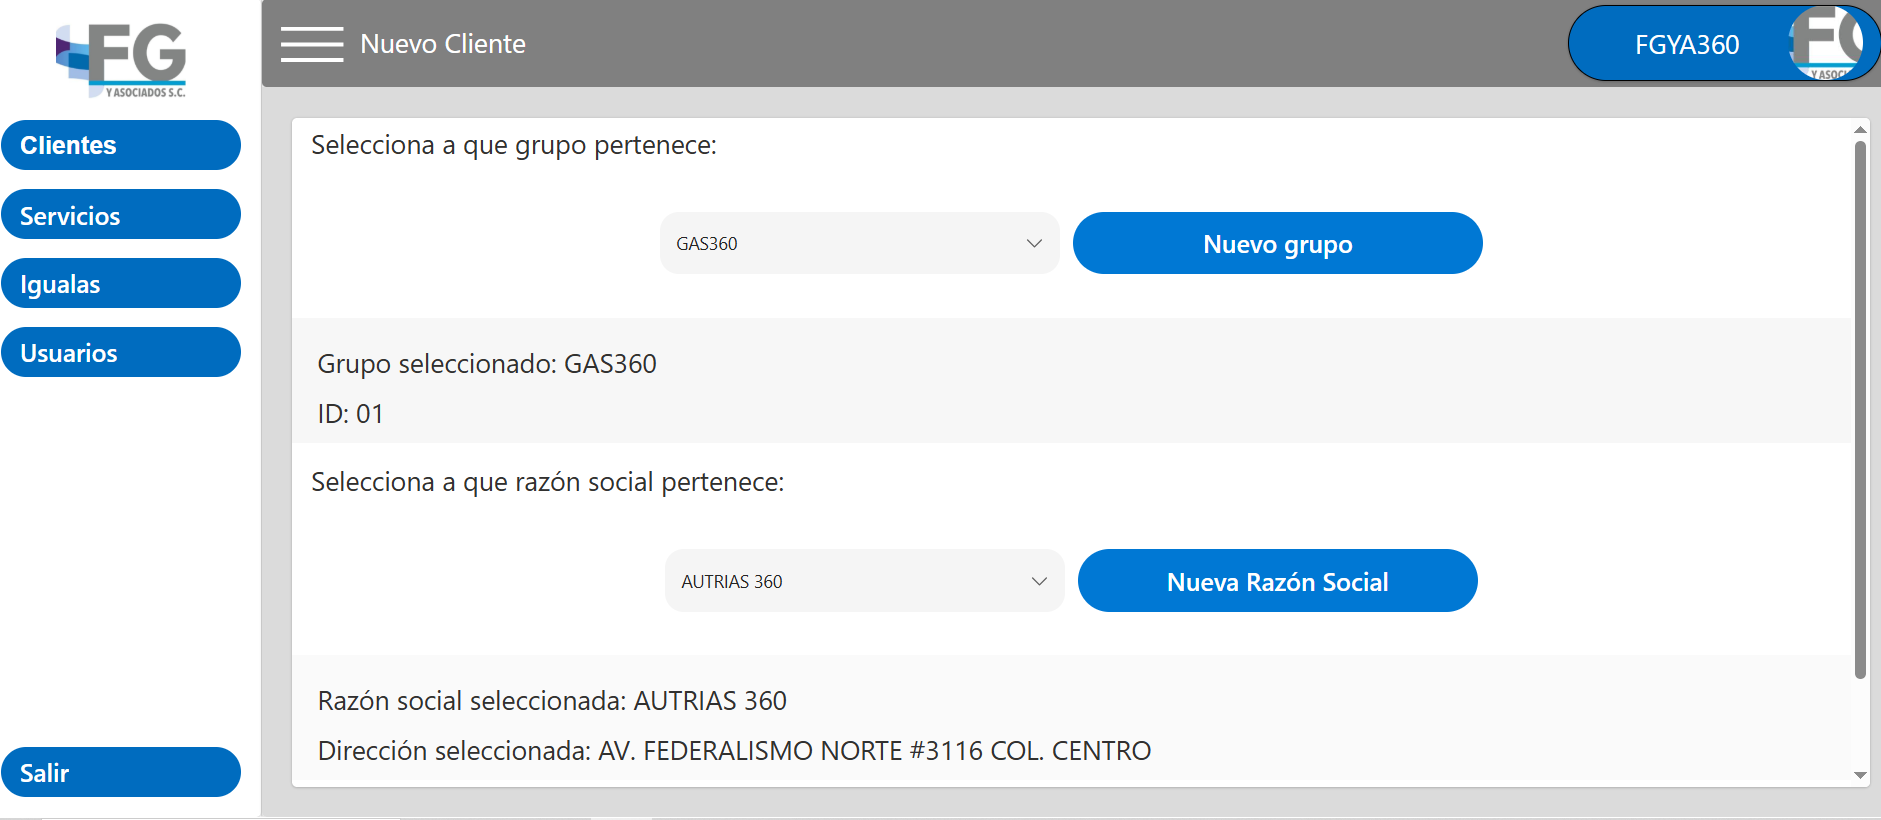 FG
Y ASOCIADOS S.C.
Nuevo Cliente
FGYA360
FG
Y ASOCI
Clientes
Servicios
Igualas
Usuarios
Salir
Selecciona a que grupo pertenece:
GAS360
Nuevo grupo
Grupo seleccionado: GAS360
ID: 01
Selecciona a que razón social pertenece:
AUTRIAS 360
Nueva Razón Social
Razón social seleccionada: AUTRIAS 360
Dirección seleccionada: AV. FEDERALISMO NORTE #3116 COL. CENTRO